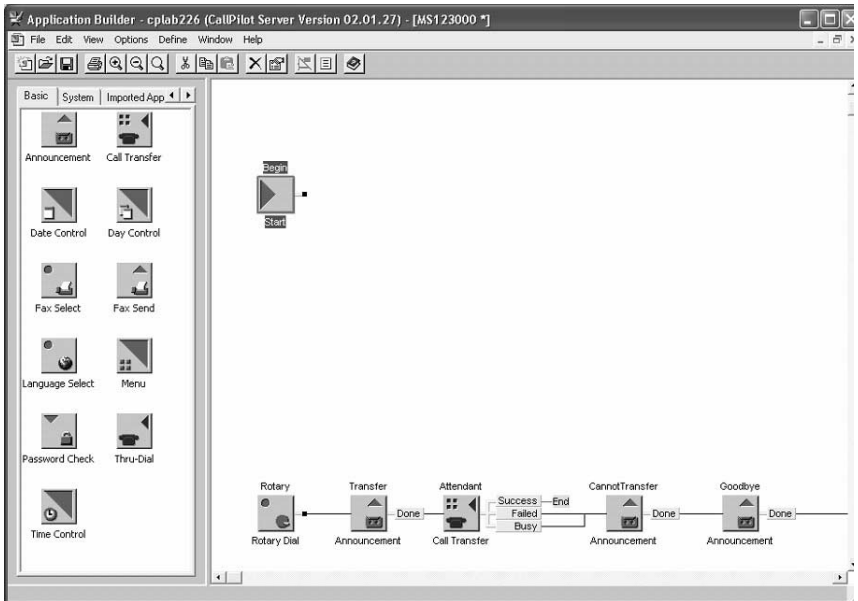 Application Builder - cplab226 (CallPilot Server Version 02.01.27) - [MS123000 *]
File Edit View Options Define Window Help
Basic System Imported App
Announcement Call Transfer
Date Control Day Control
Fax Select Fax Send
Language Select Menu
Password Check Thru-Dial
Time Control
Begin
Start
Rotary Transfer Attendant CannotTransfer Goodbye
Success End
Done Failed Done Done
Busy
Rotary Dial Announcement Call Transfer Announcement Announcement